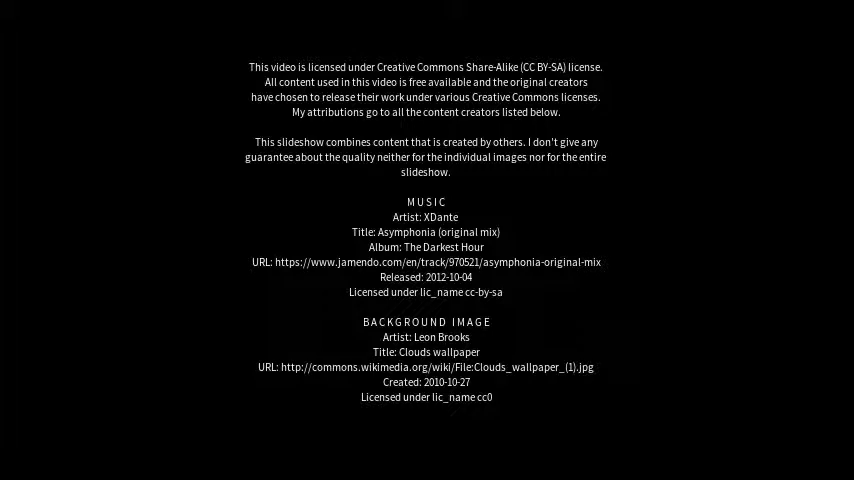 This video is licensed under Creative Commons Share-Alike (CC BY-SA) license.
All content used in this video is free available and the original creators
have chosen to release their work under various Creative Commons licenses.
My attributions go to all the content creators listed below.
This slideshow combines content that is created by others. I don't give any
guarantee about the quality neither for the individual images nor for the entire
slideshow.
MUSIC
Artist: XDante
Title: Asymphonia (original mix)
Album: The Darkest Hour
URL: https://www.jamendo.com/en/track/970521/asymphonia-original-mix
Released: 2012-10-04
Licensed under lic_name cc-by-sa
BACKGROUND IMAGE
Artist: Leon Brooks
Title: Clouds wallpaper
URL: http://commons.wikimedia.org/wiki/File:Clouds_wallpaper_(1).jpg
Created: 2010-10-27
Licensed under lic_name cc0